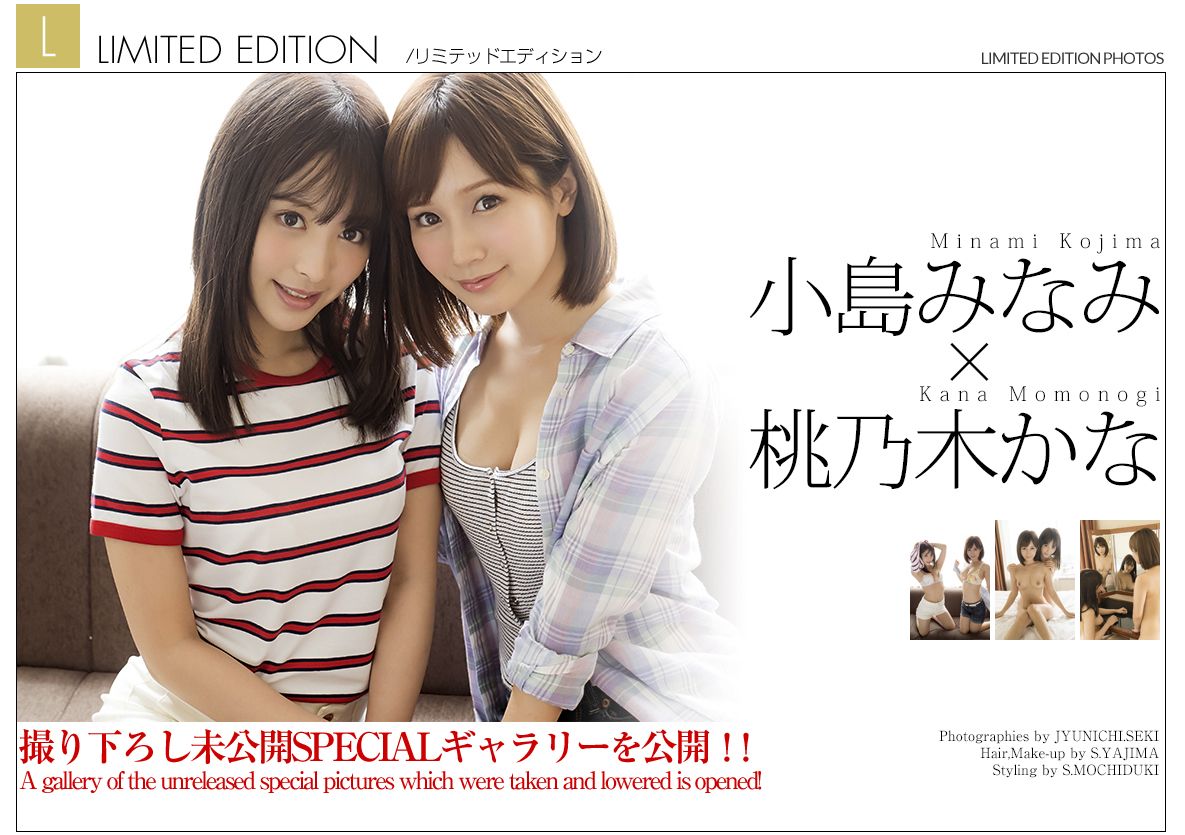 L
LIMITED EDITION /リミテッドエディション
LIMITED EDITION PHOTOS
Minami Kojima
小島みなみ
×
Kana Momonogi
桃乃木かな
撮り下ろし未公開SPECIALギャラリーを公開!!
A gallery of the unreleased special pictures which were taken and lowered is opened!
Photographies by JYUNICHI.SEKI
Hair,Make-up by S.YAJIMA
Styling by S.MOCHIDUKI